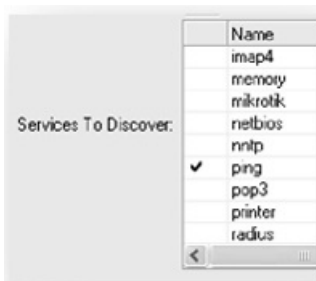 Name
imap4
memory
mikrotik
Services To Discover: netbios
nntp
ping
pop3
printer
radius